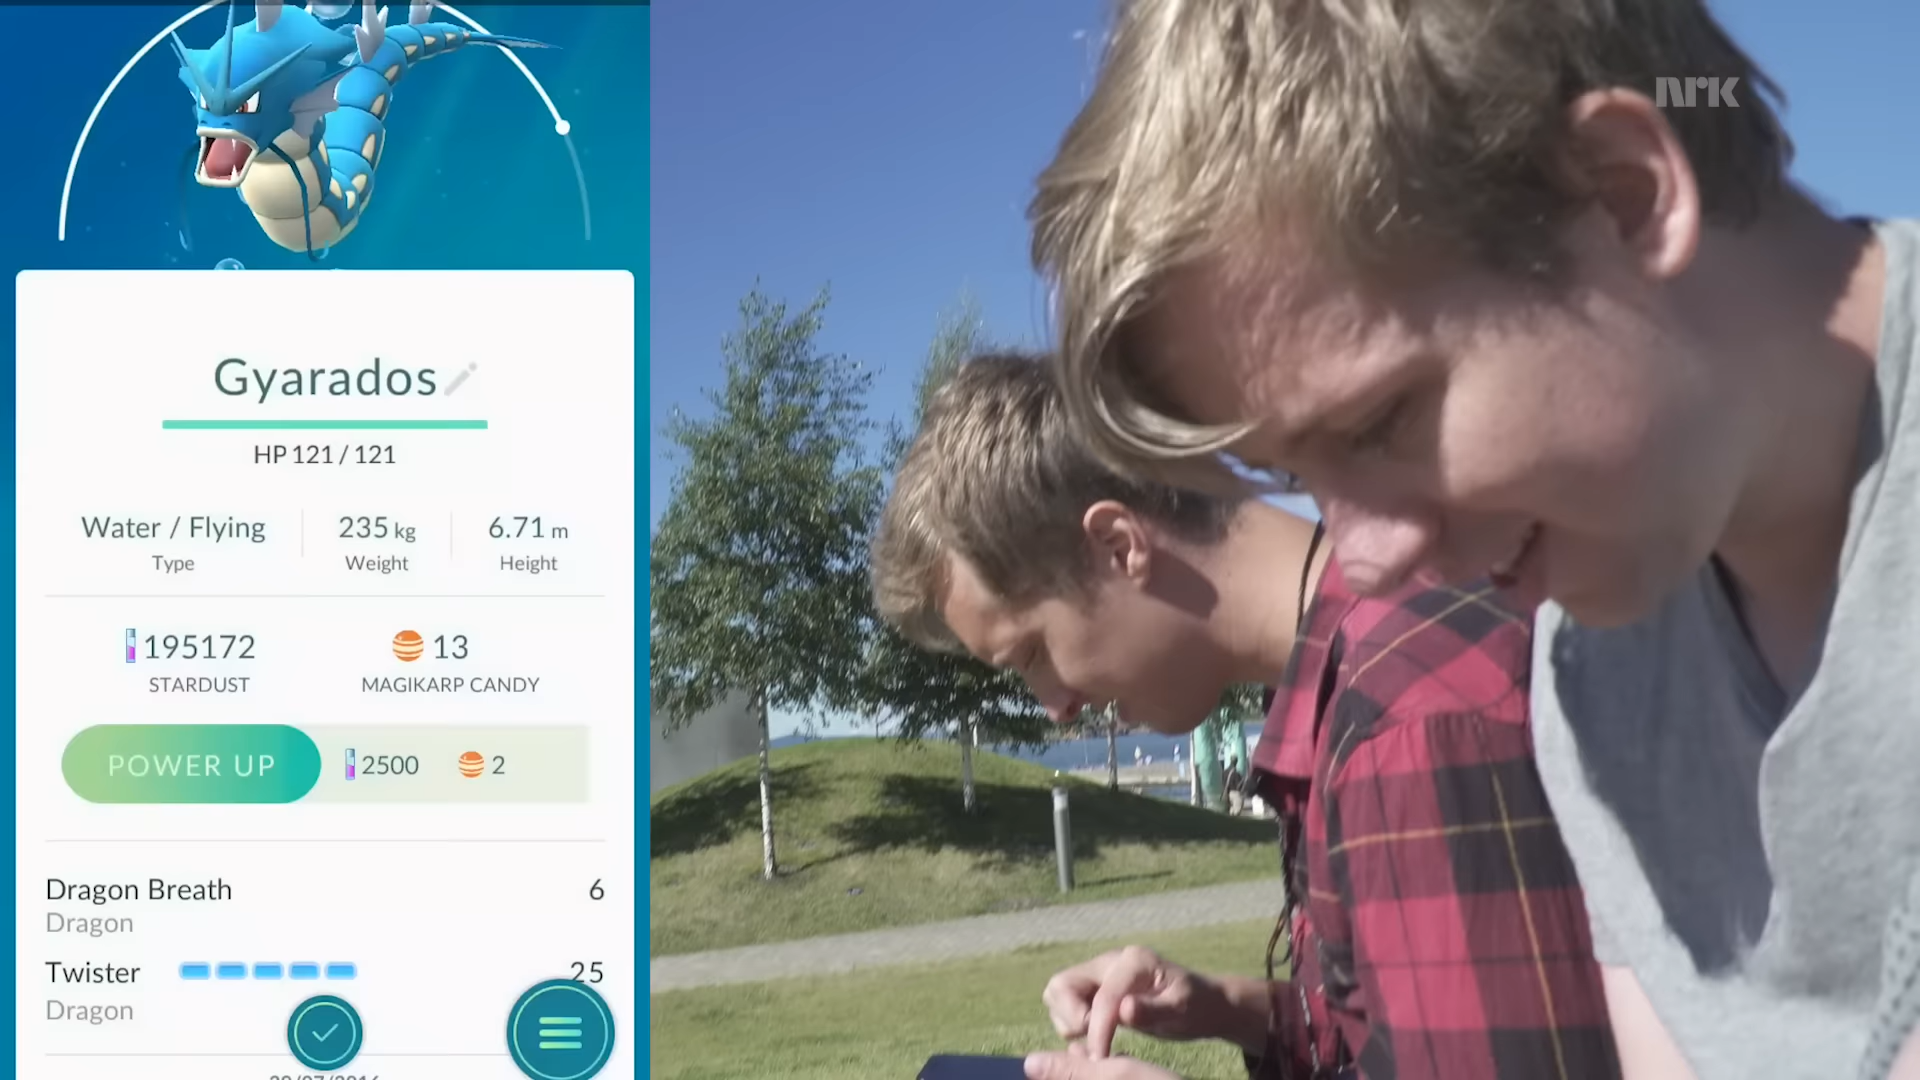 nrk
Gyarados
HP 121 / 121
Water / Flying
Type
235 kg
Weight
6.71 m
Height
195172
STARDUST
13
MAGIKARP CANDY
POWER UP
2500
2
Dragon Breath
6
Dragon
Twister
25
Dragon